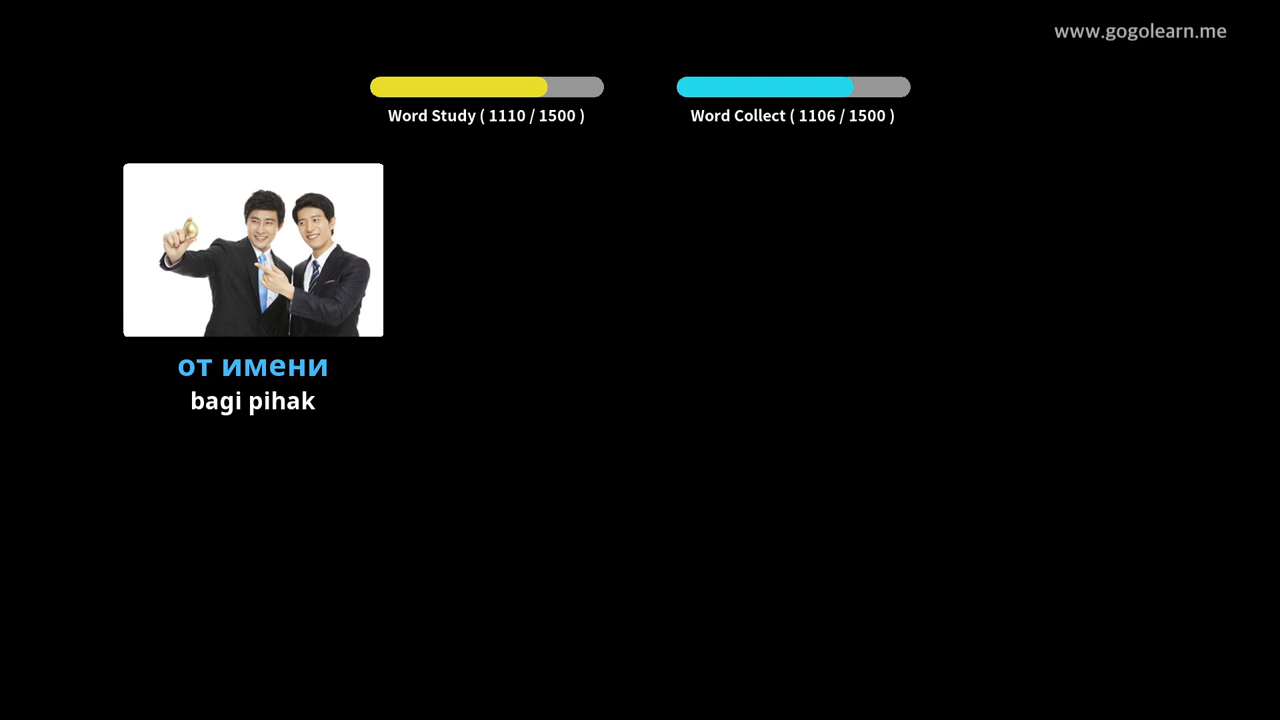 www.gogolearn.me
Word Study ( 1110 / 1500 )
Word Collect ( 1106 / 1500 )
от имени
bagi pihak